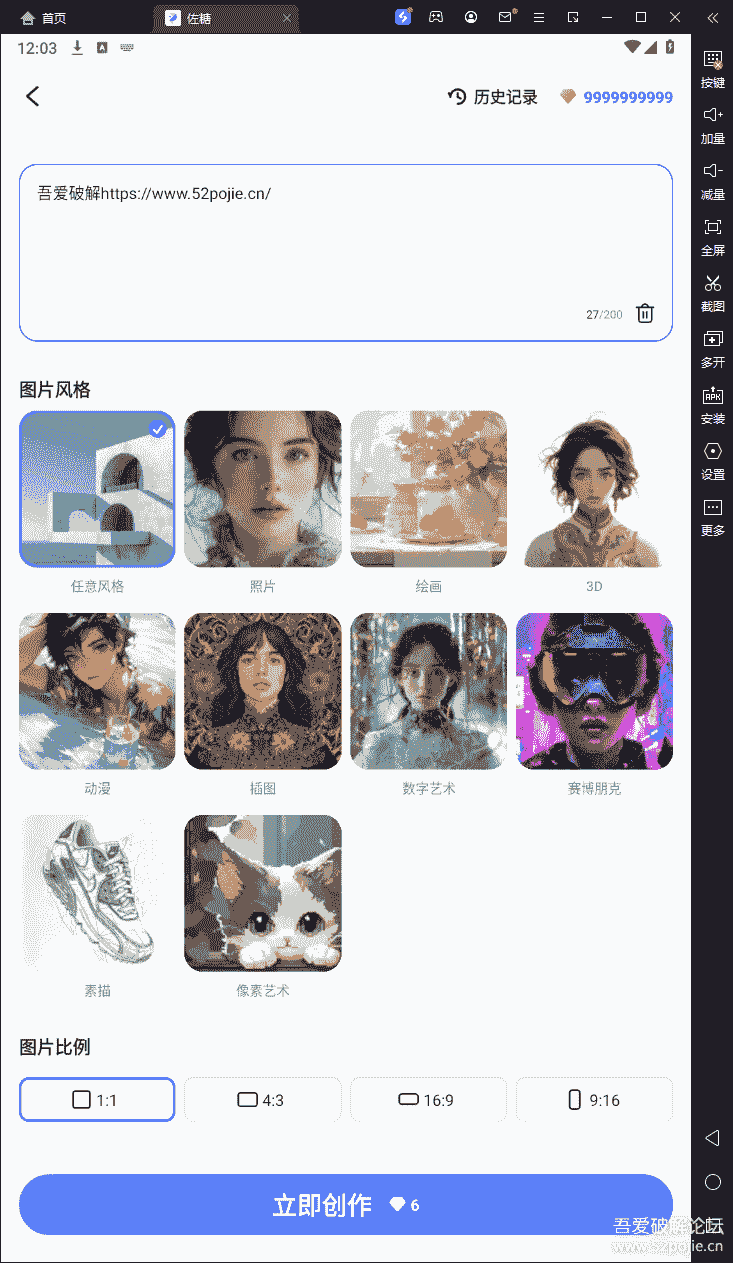 首页
佐糖
12:03
历史记录
9999999999
吾爱破解https://www.52pojie.cn/
27/200
图片风格
任意风格
照片
绘画
3D
动漫
插图
数字艺术
赛博朋克
素描
像素艺术
图片比例
1:1
4:3
16:9
9:16
立即创作
6
按键
加量
减量
全屏
截图
多开
APK
安装
设置
更多
吾爱破解论坛
www.52pojie.cn